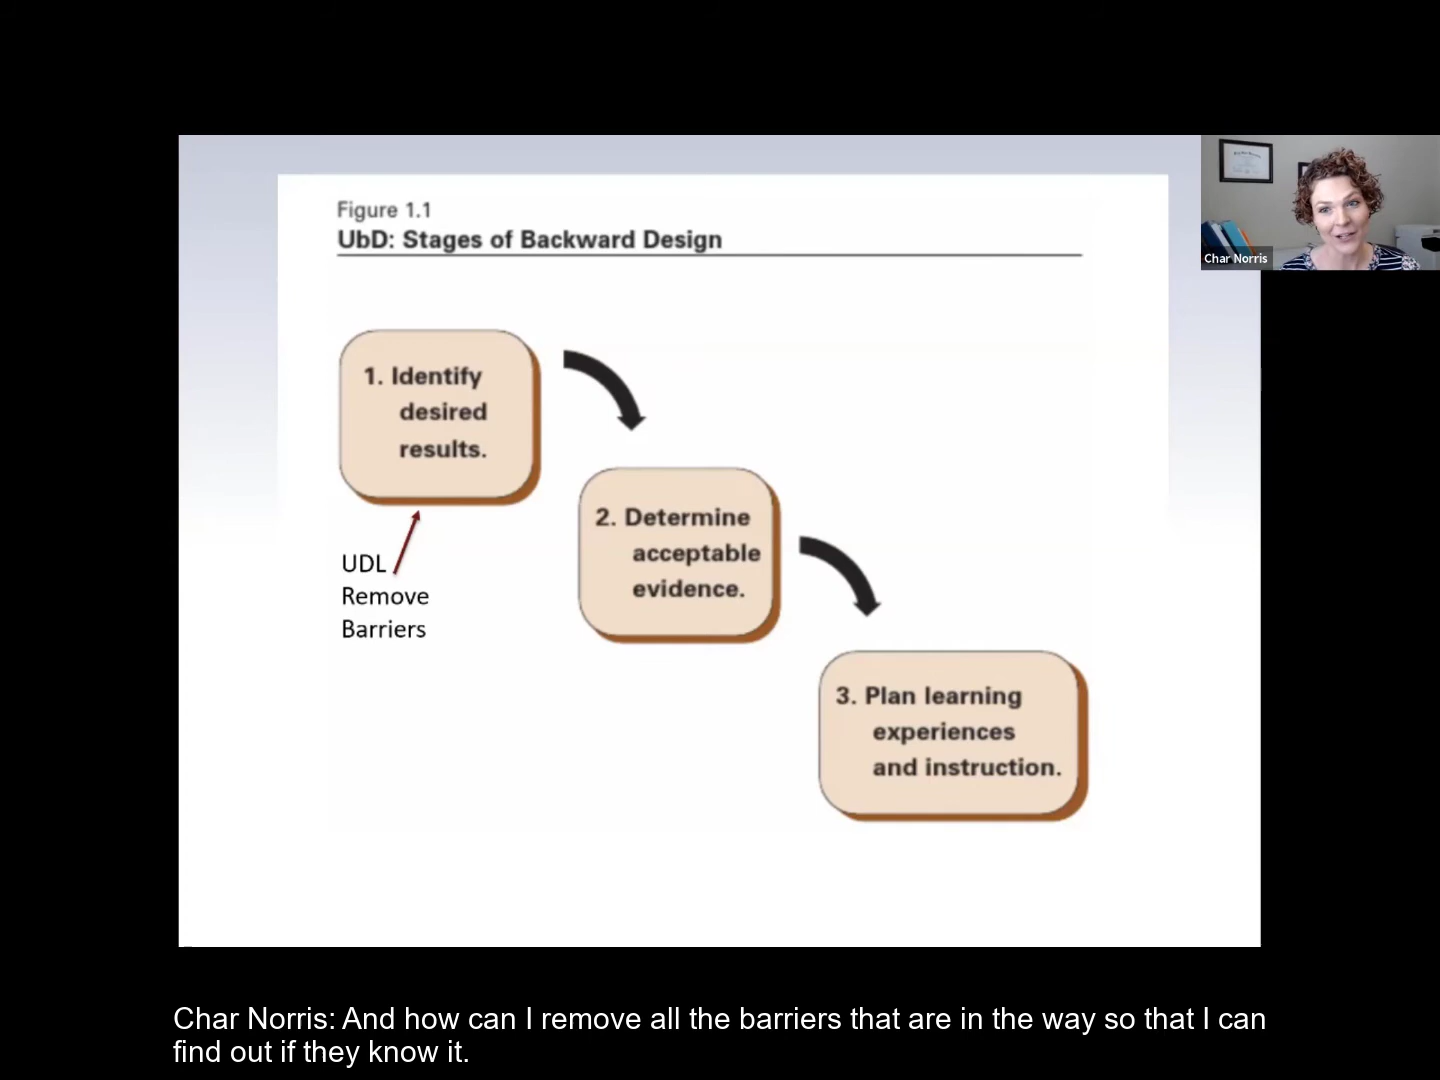 Figure 1.1
UbD: Stages of Backward Design
1. Identify
desired
results.
UDL
Remove
Barriers
2. Determine
acceptable
evidence.
3. Plan learning
experiences
and instruction.
Char Norris
Char Norris: And how can I remove all the barriers that are in the way so that I can
find out if they know it.